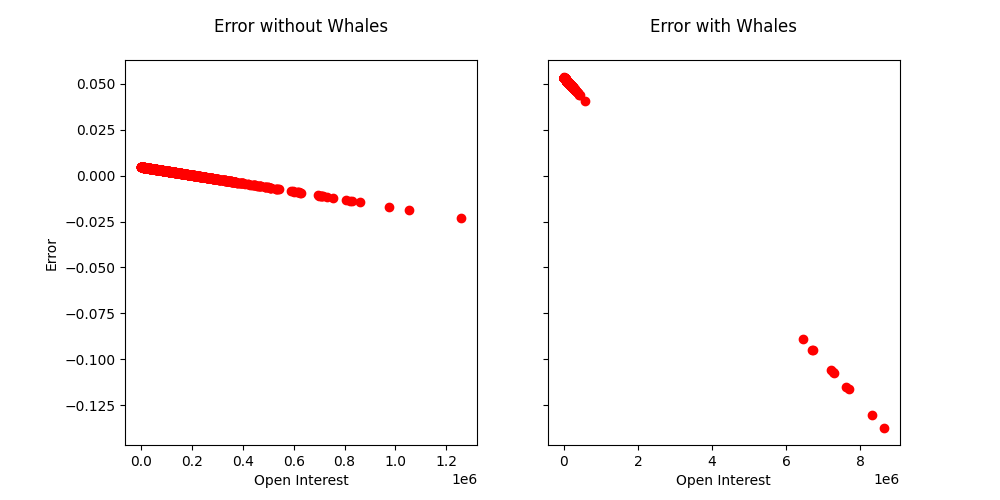 Error without Whales
Error with Whales
Error
0.050
0.025
0.000
−0.025
−0.050
−0.075
−0.100
−0.125
0.0 0.2 0.4 0.6 0.8 1.0 1.2
1e6
Open Interest
0 2 4 6 8
1e6
Open Interest